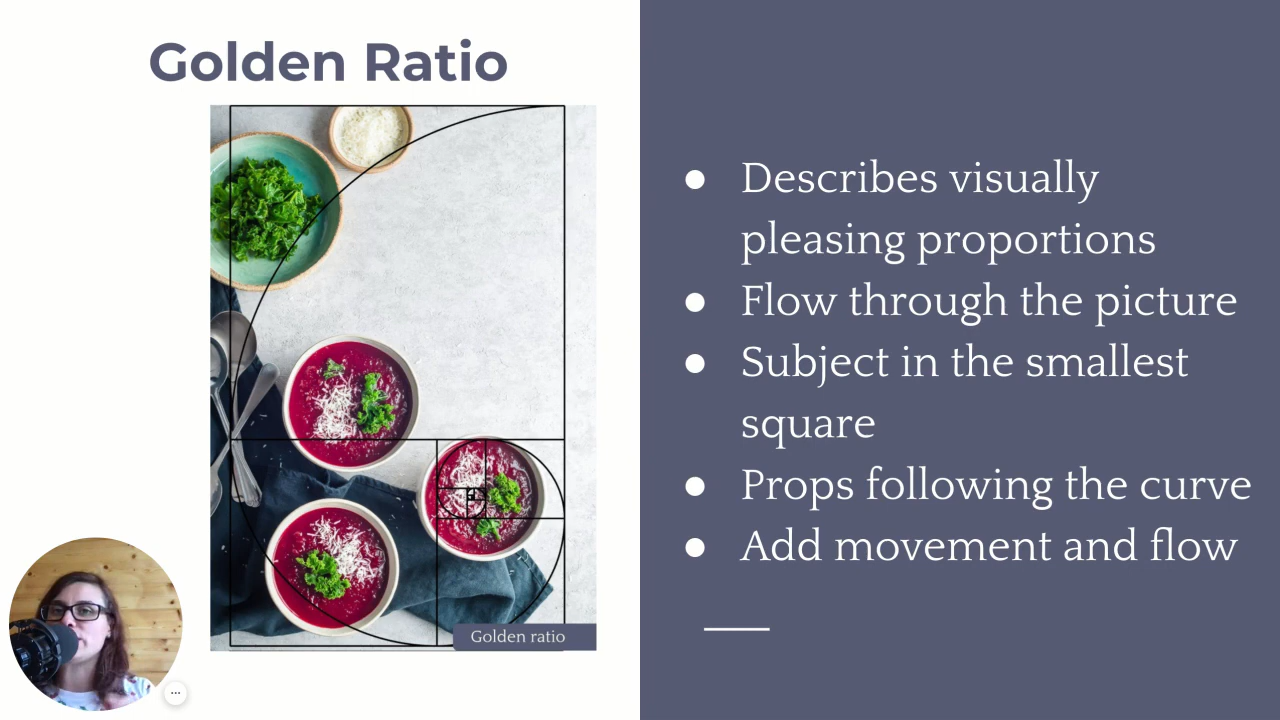 Golden Ratio
Golden ratio
● Describes visually
pleasing proportions
● Flow through the picture
● Subject in the smallest
square
● Props following the curve
● Add movement and flow